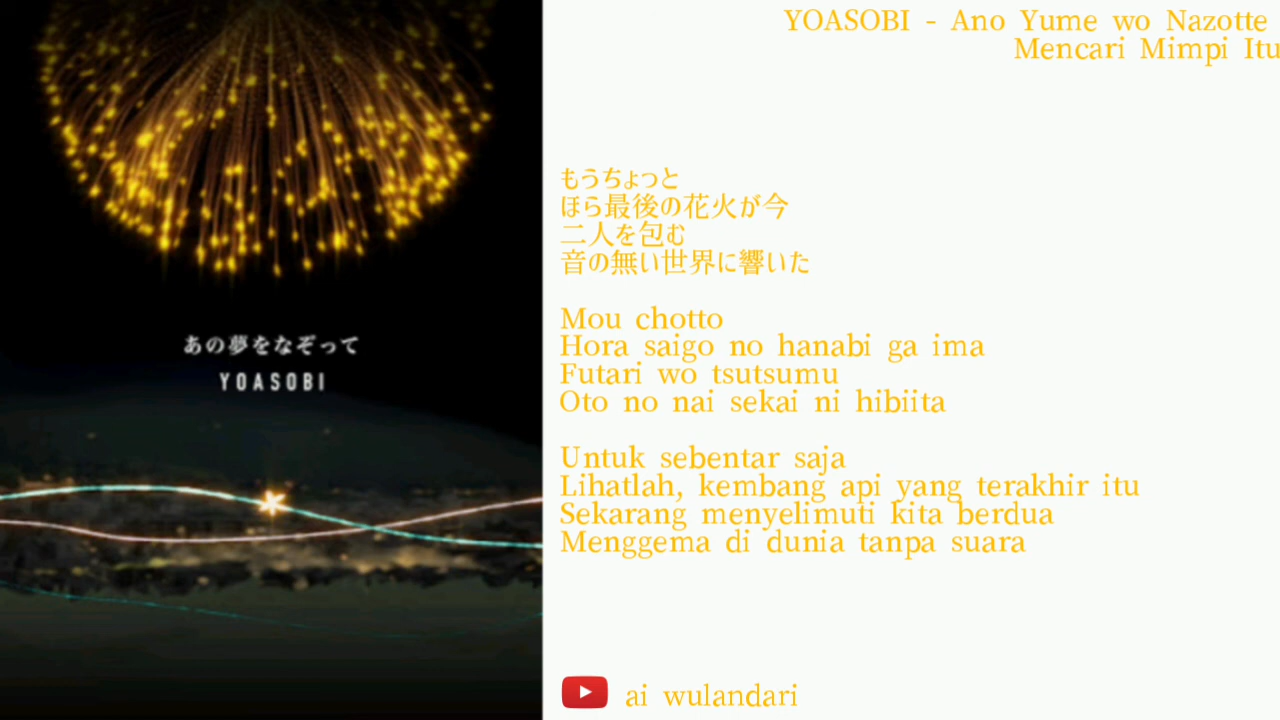 YOASOBI - Ano Yume wo Nazotte
Mencari Mimpi Itu
あの夢をなぞって
YOASOBI
もうちょっと
ほら最後の花火が今
二人を包む
音の無い世界に響いた
Mou chotto
Hora saigo no hanabi ga ima
Futari wo tsutsumu
Oto no nai sekai ni hibiita
Untuk sebentar saja
Lihatlah, kembang api yang terakhir itu
Sekarang menyelimuti kita berdua
Menggema di dunia tanpa suara
ai wulandari